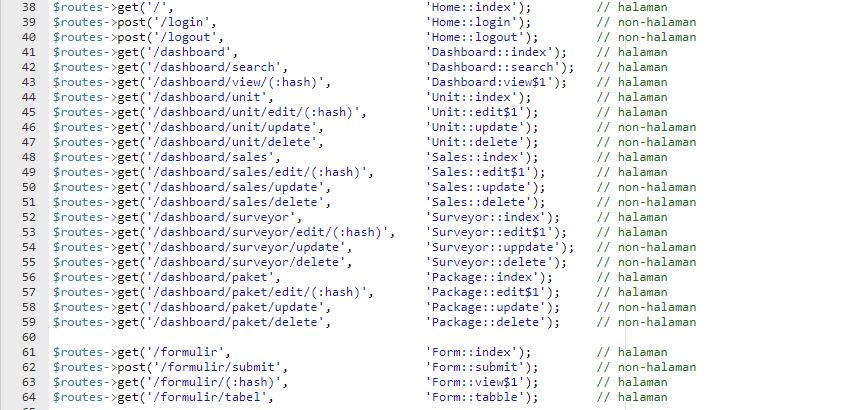 38 $routes->get('/', 'Home::index'); // halaman
39 $routes->post('/login', 'Home::login'); // non-halaman
40 $routes->post('/logout', 'Home::logout'); // non-halaman
41 $routes->get('/dashboard', 'Dashboard::index'); // halaman
42 $routes->get('/dashboard/search', 'Dashboard::search'); // halaman
43 $routes->get('/dashboard/view/(:hash)', 'Dashboard:view$1'); // halaman
44 $routes->get('/dashboard/unit', 'Unit::index'); // halaman
45 $routes->get('/dashboard/unit/edit/(:hash)', 'Unit::edit$1'); // halaman
46 $routes->get('/dashboard/unit/update', 'Unit::update'); // non-halaman
47 $routes->get('/dashboard/unit/delete', 'Unit::delete'); // non-halaman
48 $routes->get('/dashboard/sales', 'Sales::index'); // halaman
49 $routes->get('/dashboard/sales/edit/(:hash)', 'Sales::edit$1'); // halaman
50 $routes->get('/dashboard/sales/update', 'Sales::update'); // non-halaman
51 $routes->get('/dashboard/sales/delete', 'Sales::delete'); // non-halaman
52 $routes->get('/dashboard/surveyor', 'Surveyor::index'); // halaman
53 $routes->get('/dashboard/surveyor/edit/(:hash)', 'Surveyor::edit$1'); // halaman
54 $routes->get('/dashboard/surveyor/update', 'Surveyor::uppdate'); // non-halaman
55 $routes->get('/dashboard/surveyor/delete', 'Surveyor::delete'); // non-halaman
56 $routes->get('/dashboard/paket', 'Package::index'); // halaman
57 $routes->get('/dashboard/paket/edit/(:hash)', 'Package::edit$1'); // halaman
58 $routes->get('/dashboard/paket/update', 'Package::update'); // non-halaman
59 $routes->get('/dashboard/paket/delete', 'Package::delete'); // non-halaman
60
61 $routes->get('/formulir', 'Form::index'); // halaman
62 $routes->post('/formulir/submit', 'Form::submit'); // non-halaman
63 $routes->get('/formulir/(:hash)', 'Form::view$1'); // halaman
64 $routes->get('/formulir/tabel', 'Form::tabble'); // halaman